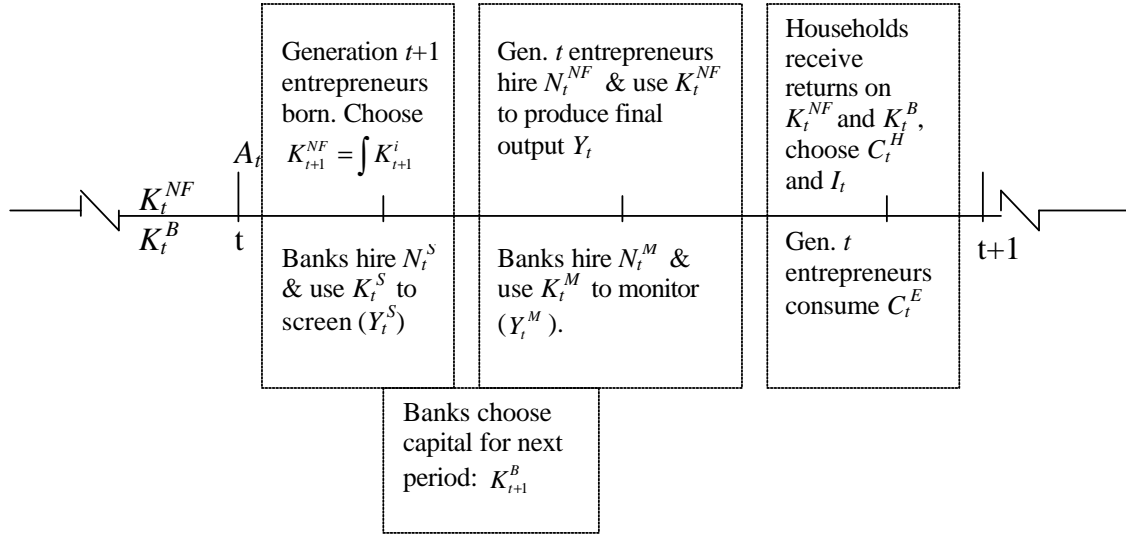 Generation t+1
entrepreneurs
born. Choose
K_{t+1}^{NF} = ∫ K_{t+1}^{i}
Gen. t entrepreneurs
hire N_t^{NF} & use K_t^{NF}
to produce final
output Y_t
Households
receive
returns on
K_t^{NF} and K_t^{B},
choose C_t^{H}
and I_t
A_t
K_t^{NF}
K_t^{B}
t
t+1
Banks hire N_t^{S}
& use K_t^{S} to
screen (Y_t^{S})
Banks hire N_t^{M} &
use K_t^{M} to monitor
(Y_t^{M}).
Gen. t
entrepreneurs
consume C_t^{E}
Banks choose
capital for next
period: K_{t+1}^{B}